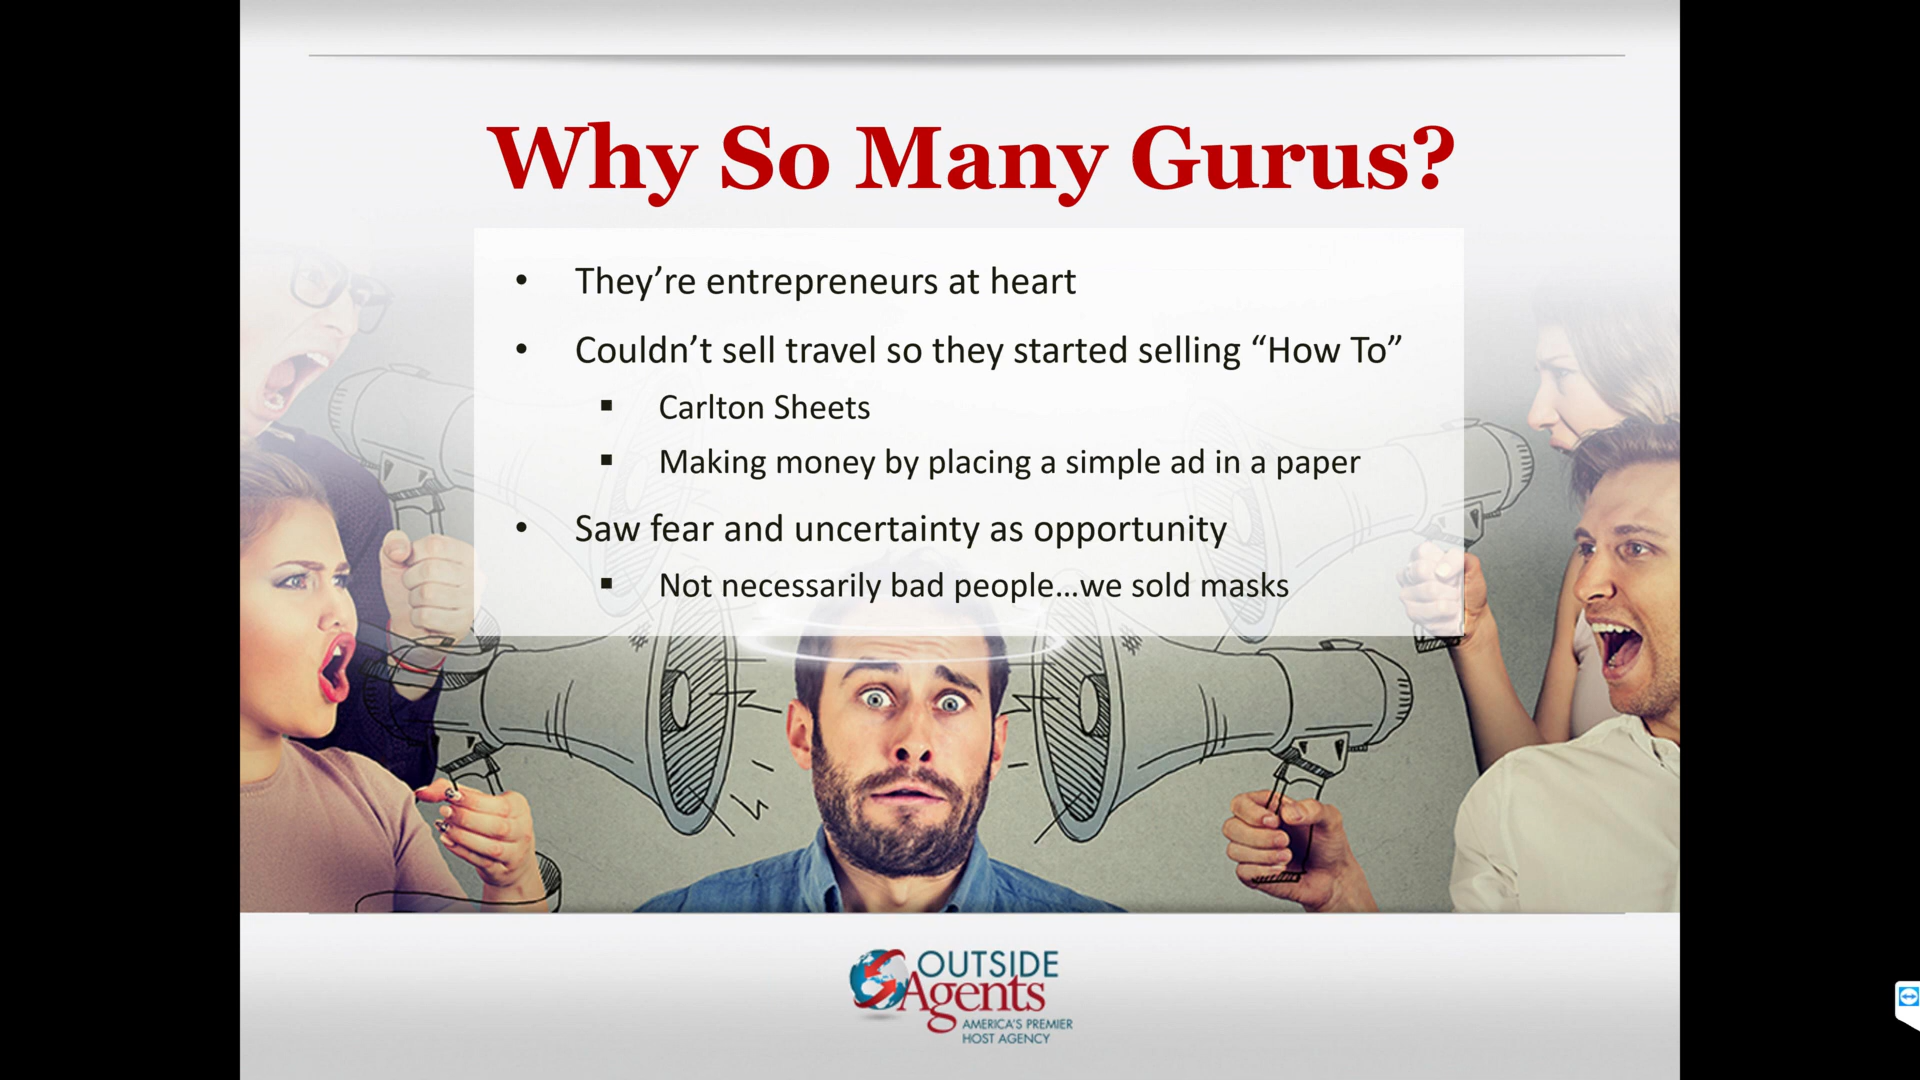 Why So Many Gurus?
• They’re entrepreneurs at heart
• Couldn’t sell travel so they started selling “How To”
▪ Carlton Sheets
▪ Making money by placing a simple ad in a paper
• Saw fear and uncertainty as opportunity
▪ Not necessarily bad people…we sold masks
OUTSIDE
Agents
AMERICA'S PREMIER
HOST AGENCY